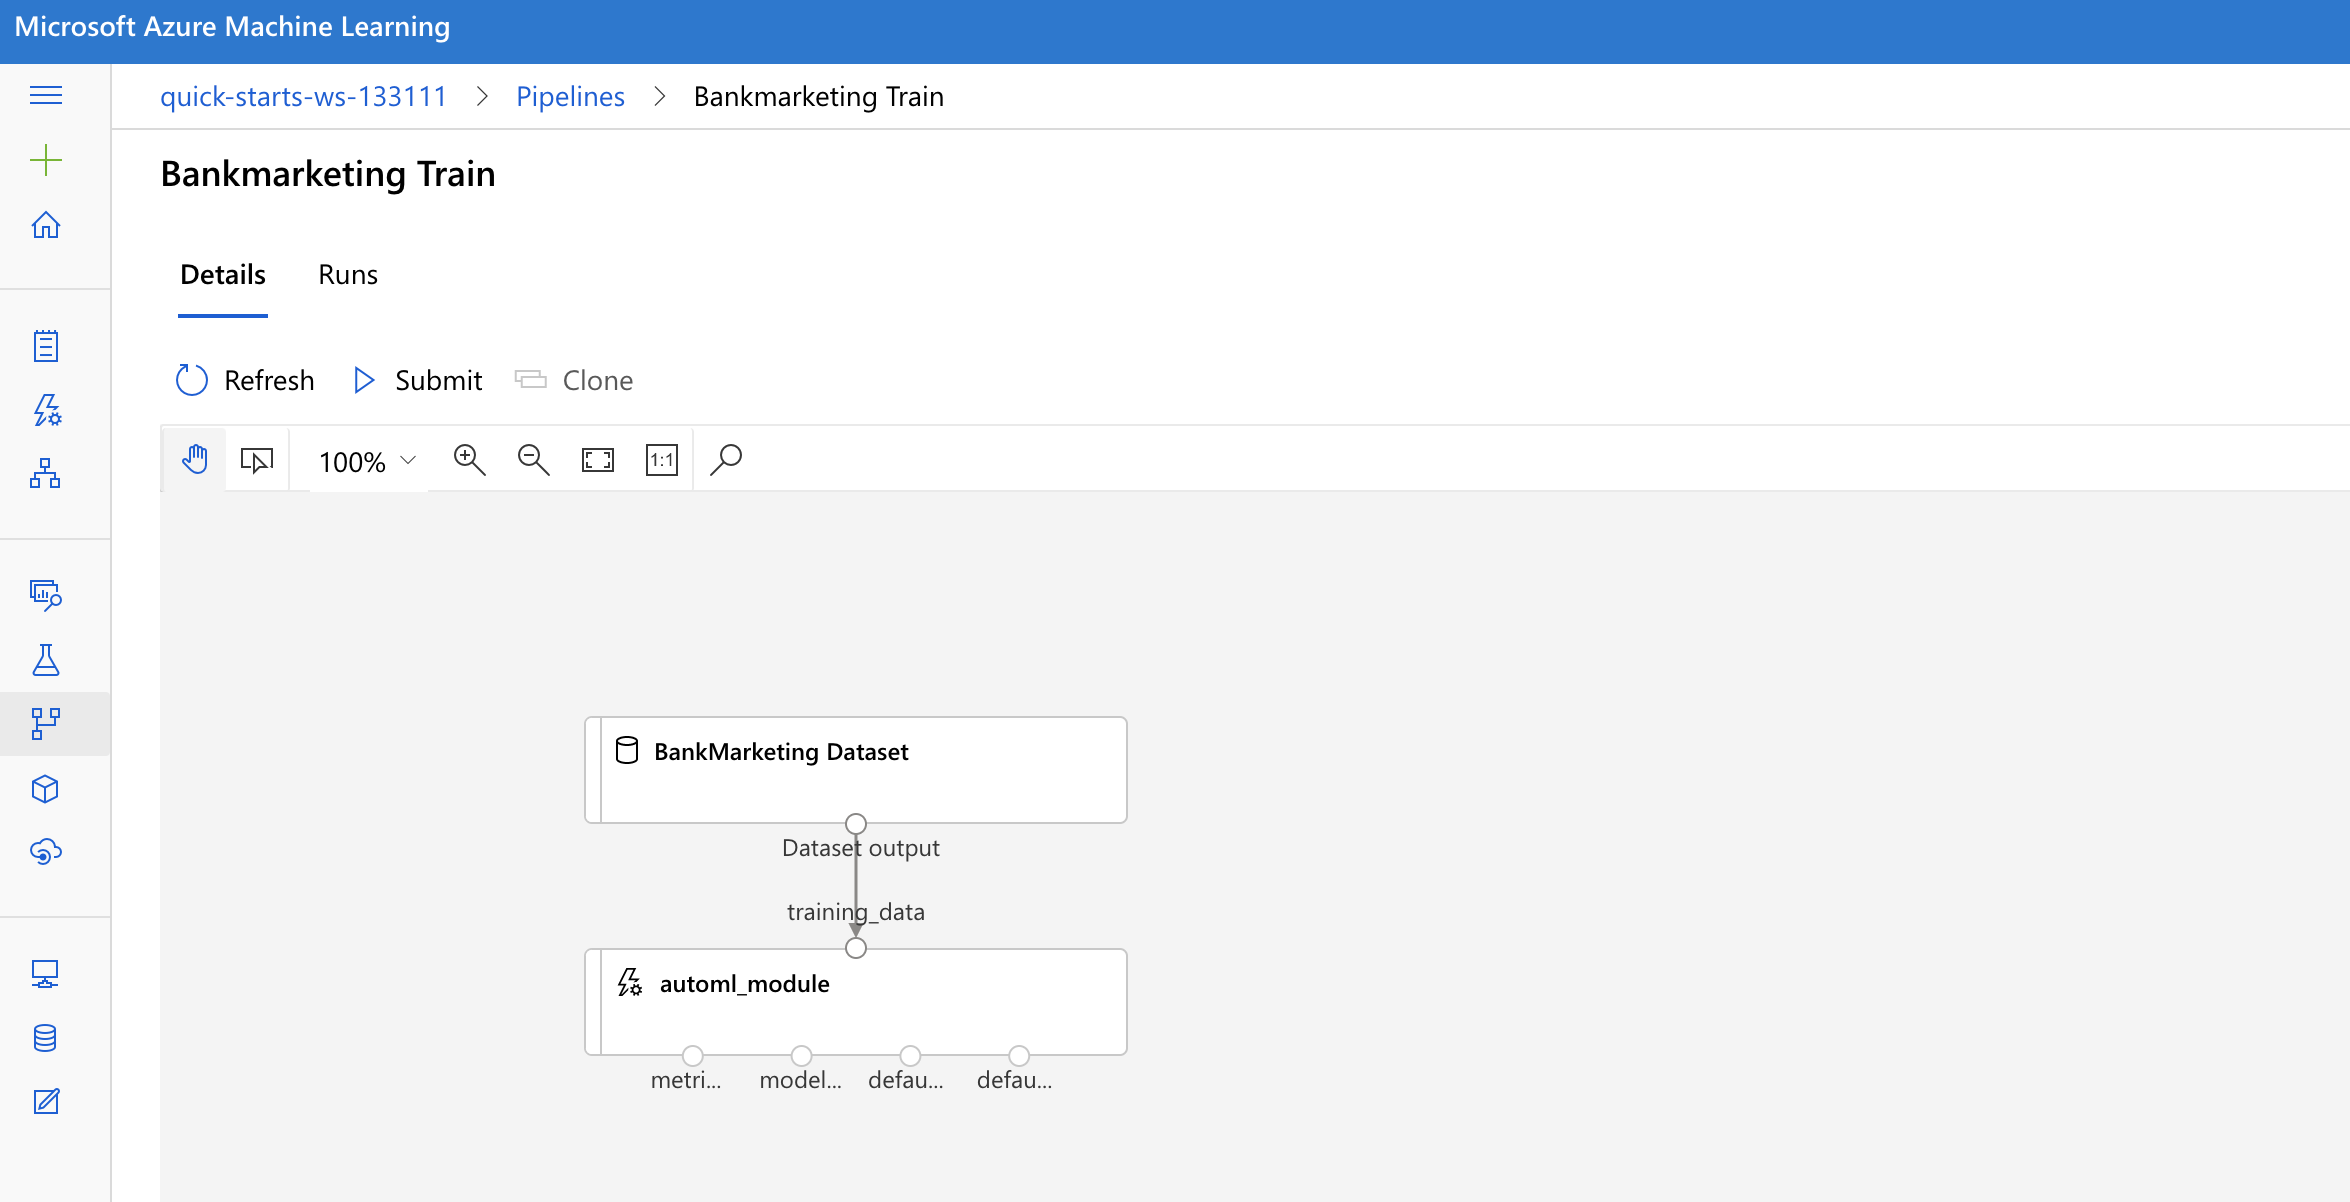 Microsoft Azure Machine Learning
quick-starts-ws-133111 > Pipelines > Bankmarketing Train
Bankmarketing Train
Details Runs
Refresh Submit Clone
100% 1:1
BankMarketing Dataset
Dataset output
training_data
automl_module
metri... model... defau... defau...